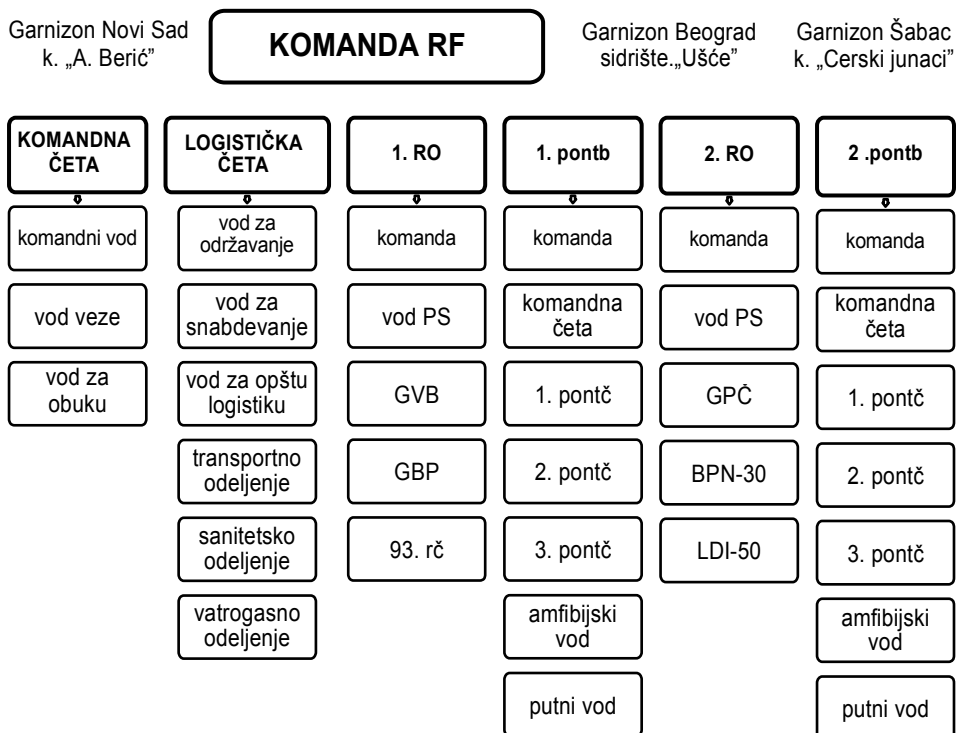 Garnizon Novi Sad
k. „A. Berić”
KOMANDA RF
Garnizon Beograd
sidrište.„Ušće”
Garnizon Šabac
k. „Cerski junaci”
KOMANDNA
ČETA
komandni vod
vod veze
vod za
obuku
LOGISTIČKA
ČETA
vod za
održavanje
vod za
snabdevanje
vod za opštu
logistiku
transportno
odeljenje
sanitetsko
odeljenje
vatrogasno
odeljenje
1. RO
komanda
vod PS
GVB
GBP
93. rč
1. pontb
komanda
komandna
četa
1. pontč
2. pontč
3. pontč
amfibijski
vod
putni vod
2. RO
komanda
vod PS
GPČ
BPN-30
LDI-50
2 .pontb
komanda
komandna
četa
1. pontč
2. pontč
3. pontč
amfibijski
vod
putni vod